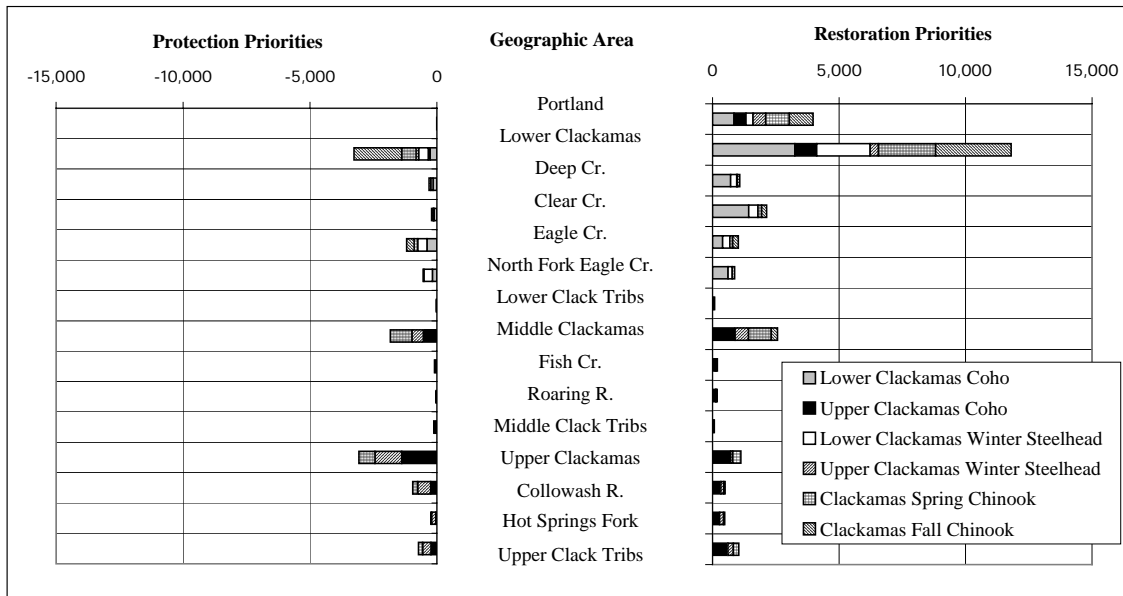 Protection Priorities
Geographic Area
Restoration Priorities
-15,000 -10,000 -5,000 0
0 5,000 10,000 15,000
Portland
Lower Clackamas
Deep Cr.
Clear Cr.
Eagle Cr.
North Fork Eagle Cr.
Lower Clack Tribs
Middle Clackamas
Fish Cr.
Roaring R.
Middle Clack Tribs
Upper Clackamas
Collowash R.
Hot Springs Fork
Upper Clack Tribs
Lower Clackamas Coho
Upper Clackamas Coho
Lower Clackamas Winter Steelhead
Upper Clackamas Winter Steelhead
Clackamas Spring Chinook
Clackamas Fall Chinook